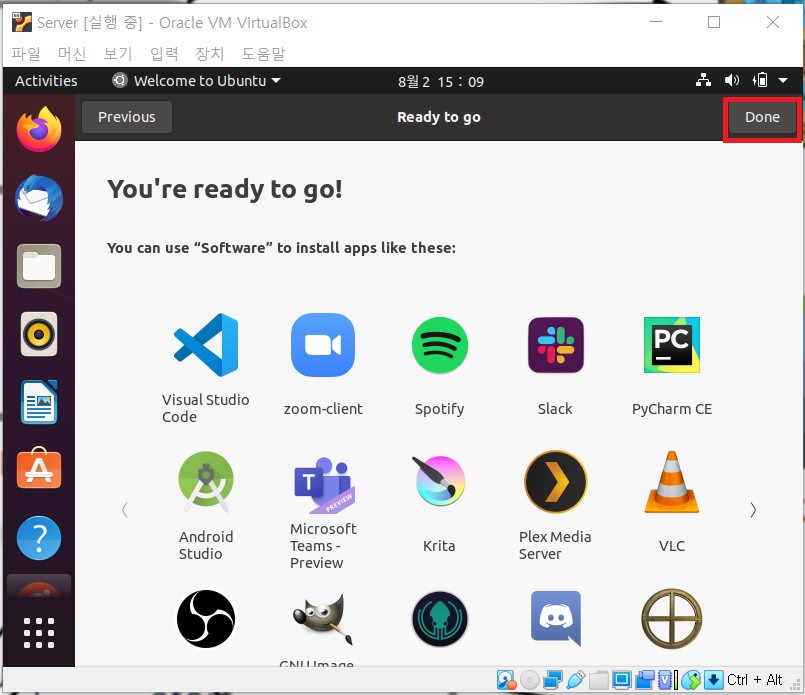 Server [실행 중] - Oracle VM VirtualBox
파일 머신 보기 입력 장치 도움말
Activities Welcome to Ubuntu 8월 2 15 : 09
Previous Ready to go Done
You're ready to go!
You can use “Software” to install apps like these:
Visual Studio
Code
zoom-client
Spotify
Slack
PC
PyCharm CE
Android
Studio
T
PREVIEW
Microsoft
Teams -
Preview
Krita
Plex Media
Server
VLC
GNU Image
Ctrl + Alt